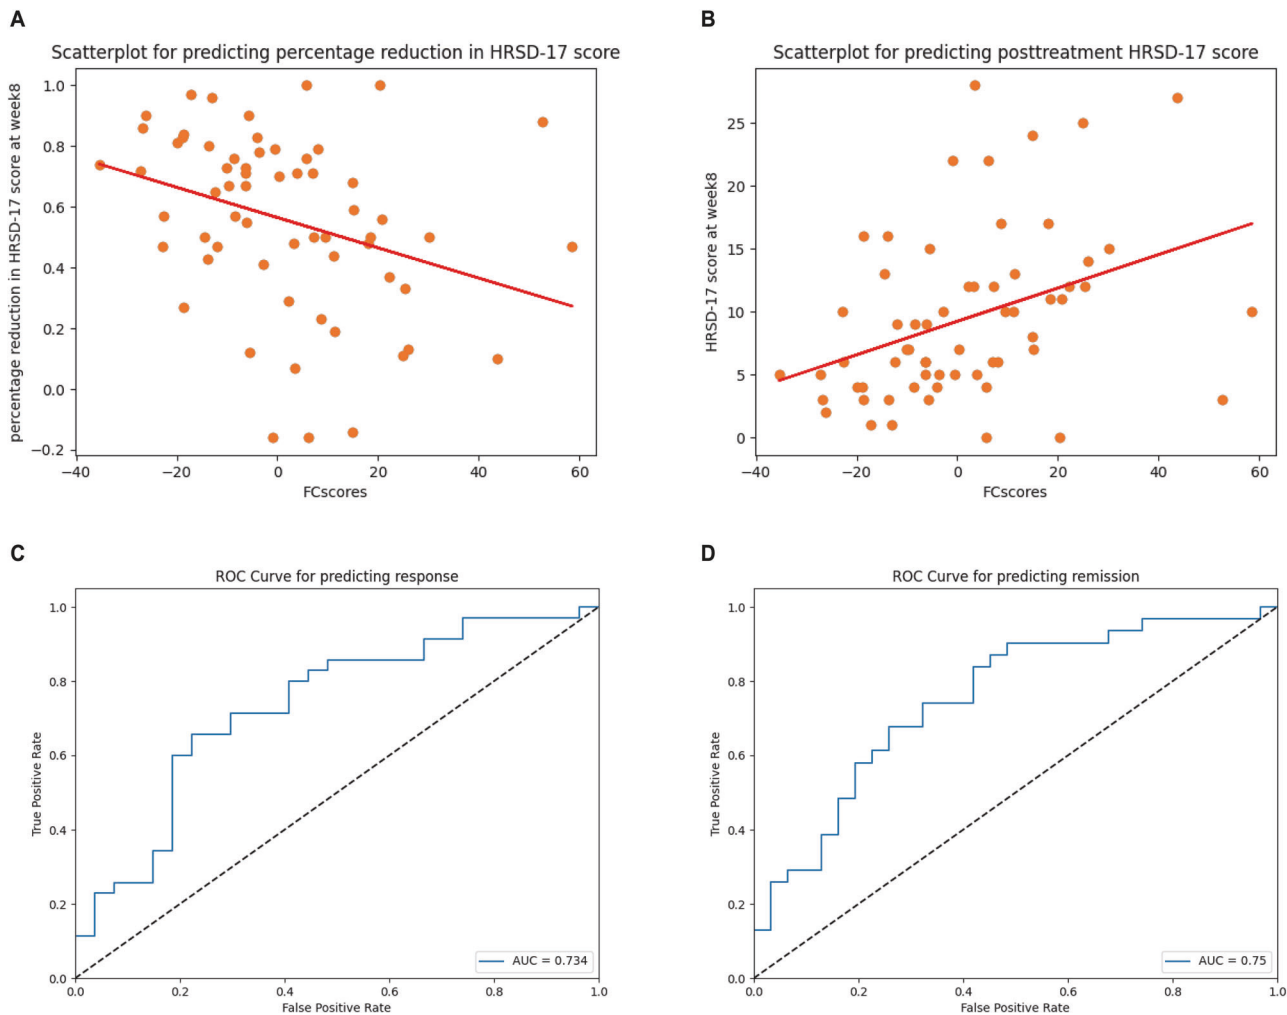 A
Scatterplot for predicting percentage reduction in HRSD-17 score
percentage reduction in HRSD-17 score at week8
1.0
0.8
0.6
0.4
0.2
0.0
−0.2
−40 −20 0 20 40 60
FCscores
B
Scatterplot for predicting posttreatment HRSD-17 score
HRSD-17 score at week8
25
20
15
10
5
0
−40 −20 0 20 40 60
FCscores
C
ROC Curve for predicting response
True Positive Rate
1.0
0.8
0.6
0.4
0.2
0.0
AUC = 0.734
0.0 0.2 0.4 0.6 0.8 1.0
False Positive Rate
D
ROC Curve for predicting remission
True Positive Rate
1.0
0.8
0.6
0.4
0.2
0.0
AUC = 0.75
0.0 0.2 0.4 0.6 0.8 1.0
False Positive Rate